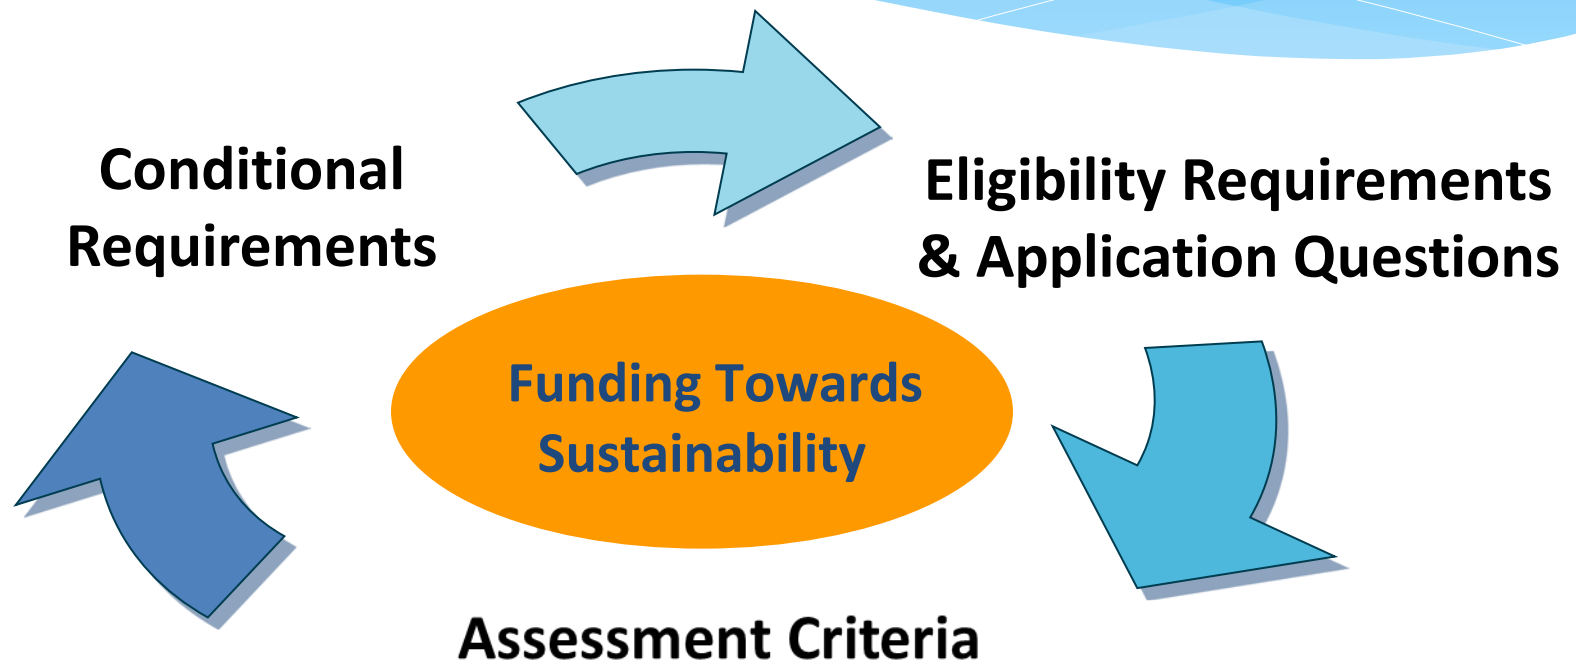 Conditional
Requirements
Eligibility Requirements
& Application Questions
Funding Towards
Sustainability
Assessment Criteria